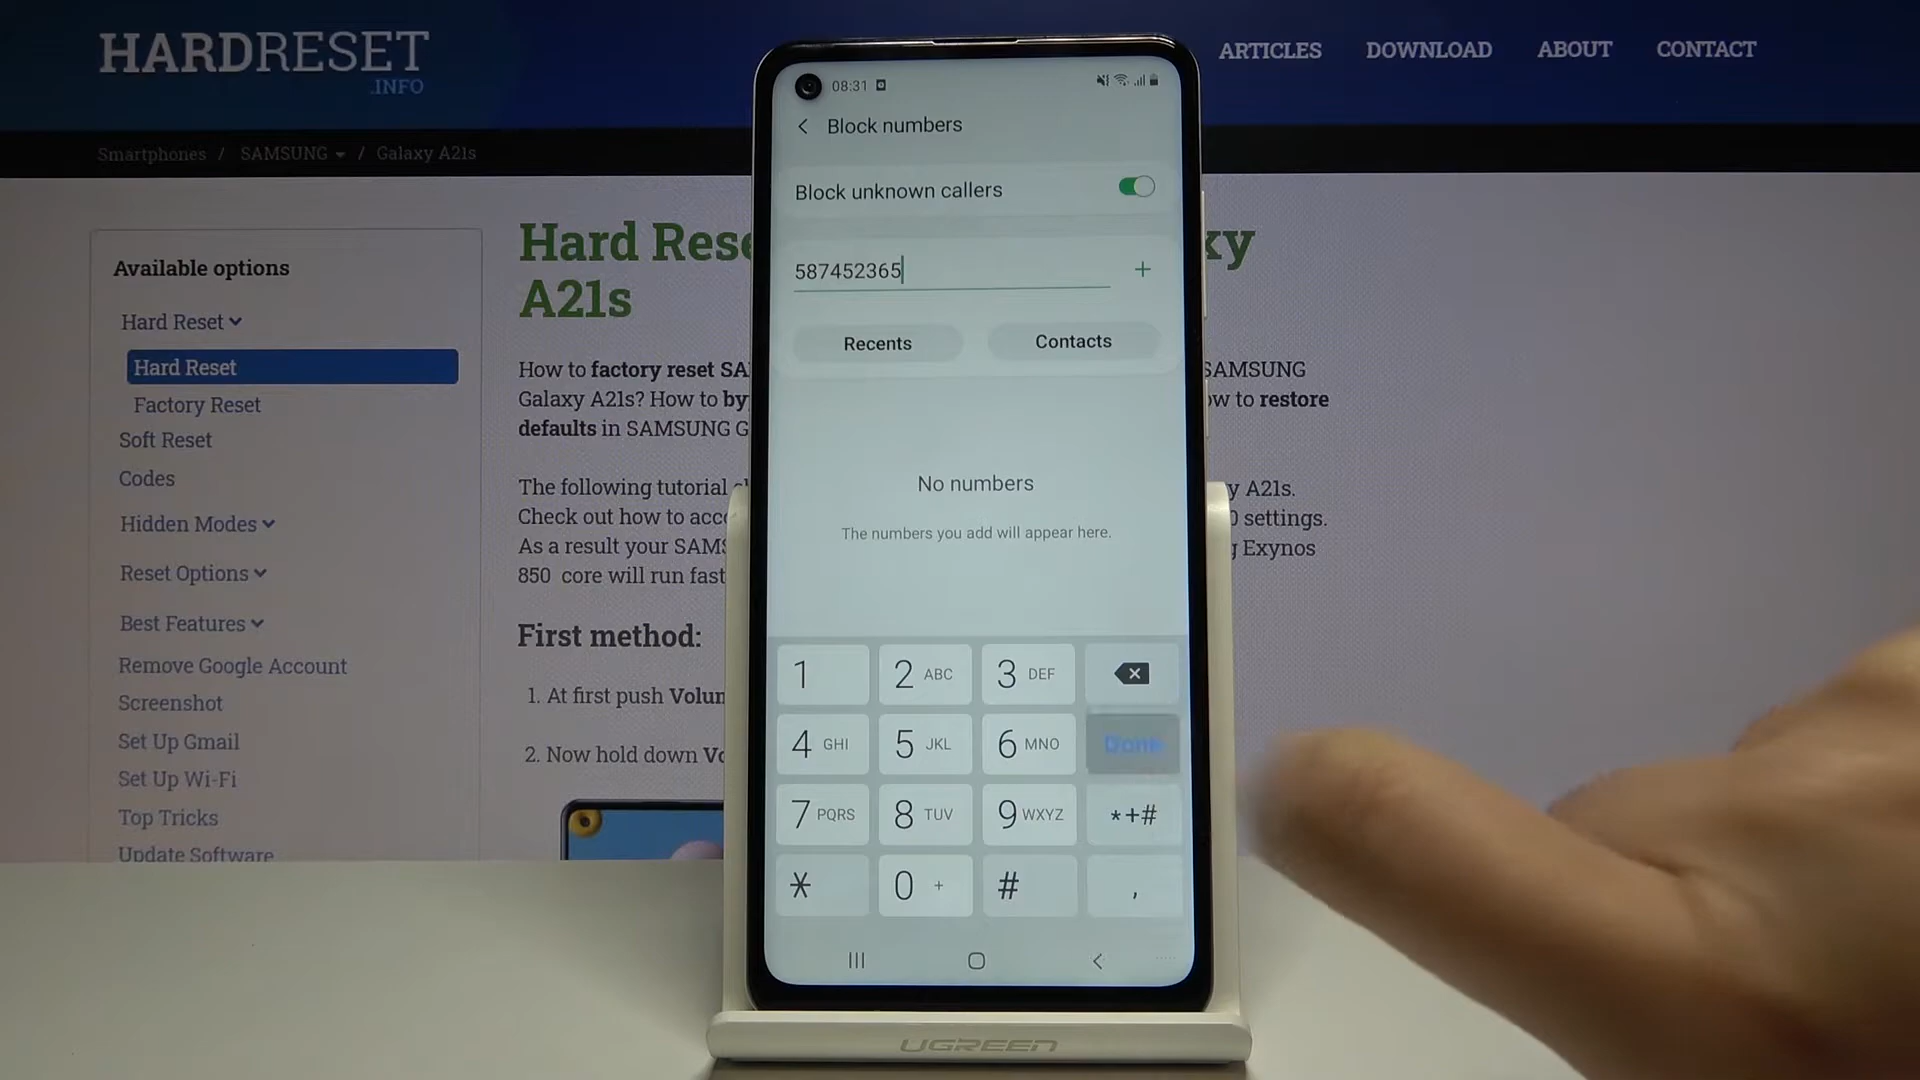 HARDRESET
.INFO
ARTICLES DOWNLOAD ABOUT CONTACT
Smartphones / SAMSUNG / Galaxy A21s
Available options
Hard Reset
Hard Reset
Factory Reset
Soft Reset
Codes
Hidden Modes
Reset Options
Best Features
Remove Google Account
Screenshot
Set Up Gmail
Set Up Wi-Fi
Top Tricks
Update Software
Hard Rese
xy
A21s
How to factory reset SA
SAMSUNG
Galaxy A21s? How to by
ow to restore
defaults in SAMSUNG G
The following tutorial
y A21s.
Check out how to acc
0 settings.
As a result your SAMS
g Exynos
850 core will run fast
First method:
1. At first push Volum
2. Now hold down Vo
08:31
Block numbers
Block unknown callers
587452365
+
Recents Contacts
No numbers
The numbers you add will appear here.
1 2 ABC 3 DEF
4 GHI 5 JKL 6 MNO Done
7 PQRS 8 TUV 9 WXYZ *+#
* 0 + # ,
UGREEN